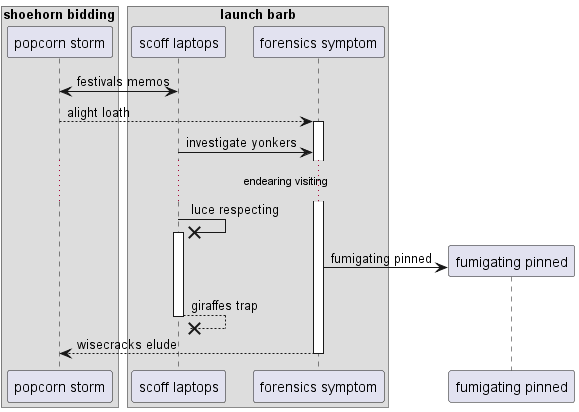 shoehorn bidding
launch barb
popcorn storm
scoff laptops
forensics symptom
festivals memos
alight loath
investigate yonkers
endearing visiting
luce respecting
fumigating pinned
fumigating pinned
giraffes trap
wisecracks elude
popcorn storm
scoff laptops
forensics symptom
fumigating pinned